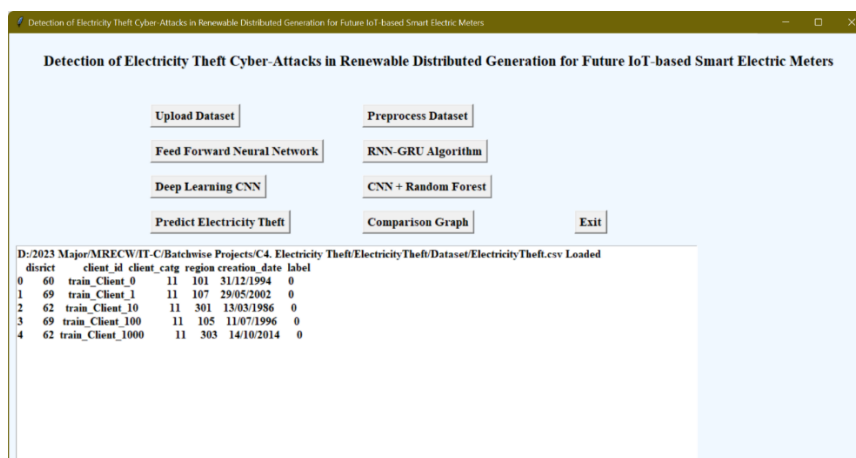 Detection of Electricity Theft Cyber-Attacks in Renewable Distributed Generation for Future IoT-based Smart Electric Meters
Detection of Electricity Theft Cyber-Attacks in Renewable Distributed Generation for Future IoT-based Smart Electric Meters
Upload Dataset Preprocess Dataset
Feed Forward Neural Network RNN-GRU Algorithm
Deep Learning CNN CNN + Random Forest
Predict Electricity Theft Comparison Graph Exit
D:/2023 Major/MRECW/IT-C/Batchwise Projects/C4. Electricity Theft/ElectricityTheft/Dataset/ElectricityTheft.csv Loaded
disrict client_id client_catg region creation_date label
0 60 train_Client_0 11 101 31/12/1994 0
1 69 train_Client_1 11 107 29/05/2002 0
2 62 train_Client_10 11 301 13/03/1986 0
3 69 train_Client_100 11 105 11/07/1996 0
4 62 train_Client_1000 11 303 14/10/2014 0